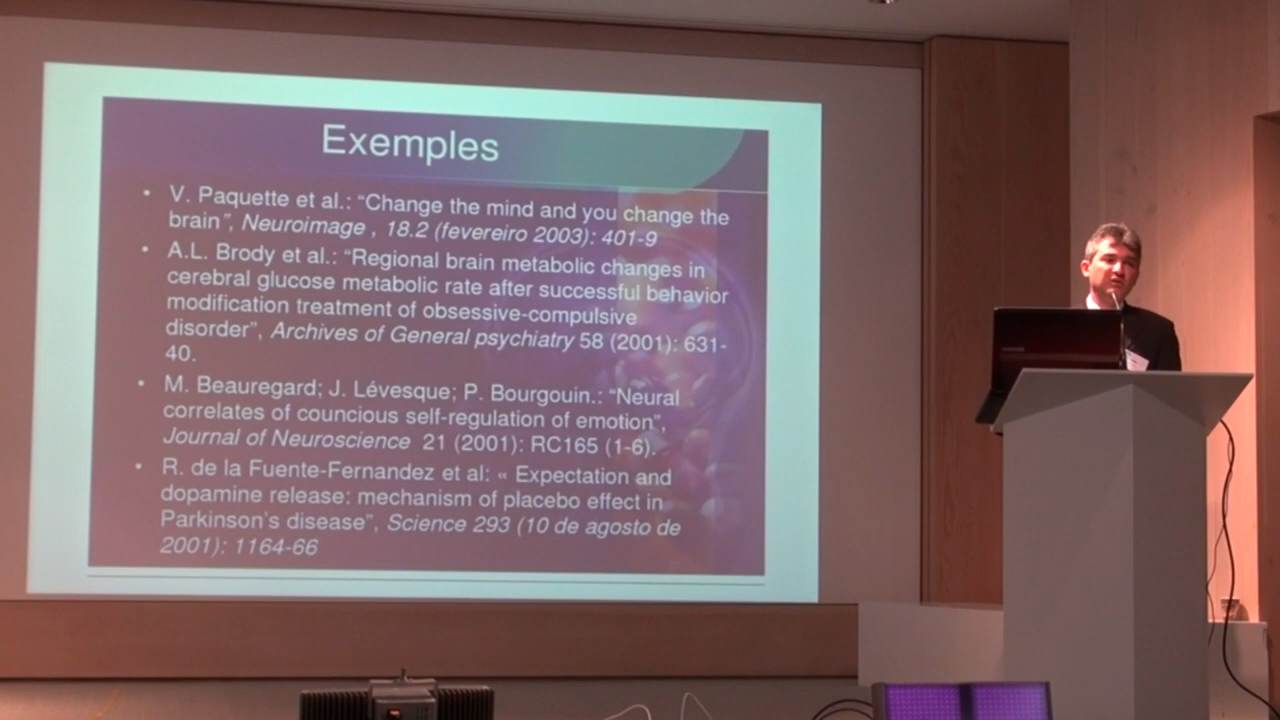 Exemples
• V. Paquette et al.: “Change the mind and you change the
brain”, Neuroimage , 18.2 (fevereiro 2003): 401-9
• A.L. Brody et al.: “Regional brain metabolic changes in
cerebral glucose metabolic rate after successful behavior
modification treatment of obsessive-compulsive
disorder”, Archives of General psychiatry 58 (2001): 631-
40.
• M. Beauregard; J. Lévesque; P. Bourgouin.: “Neural
correlates of councious self-regulation of emotion”,
Journal of Neuroscience 21 (2001): RC165 (1-6).
• R. de la Fuente-Fernandez et al: « Expectation and
dopamine release: mechanism of placebo effect in
Parkinson’s disease”, Science 293 (10 de agosto de
2001): 1164-66